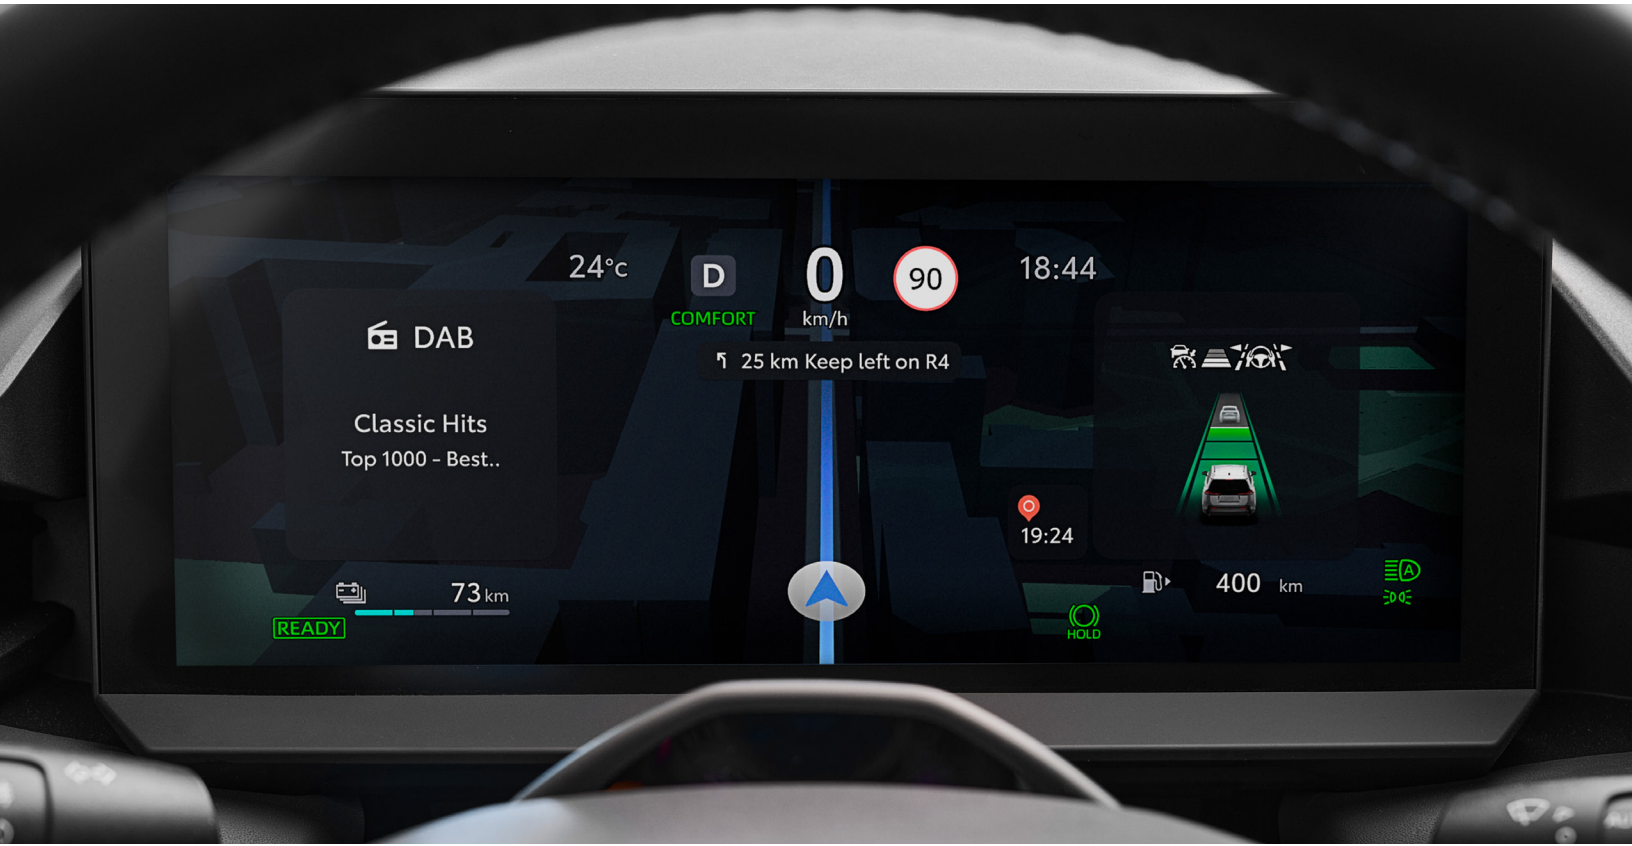 24°c
D
COMFORT
0
km/h
90
18:44
25 km Keep left on R4
DAB
Classic Hits
Top 1000 - Best..
19:24
73 km
READY
HOLD
400 km
A